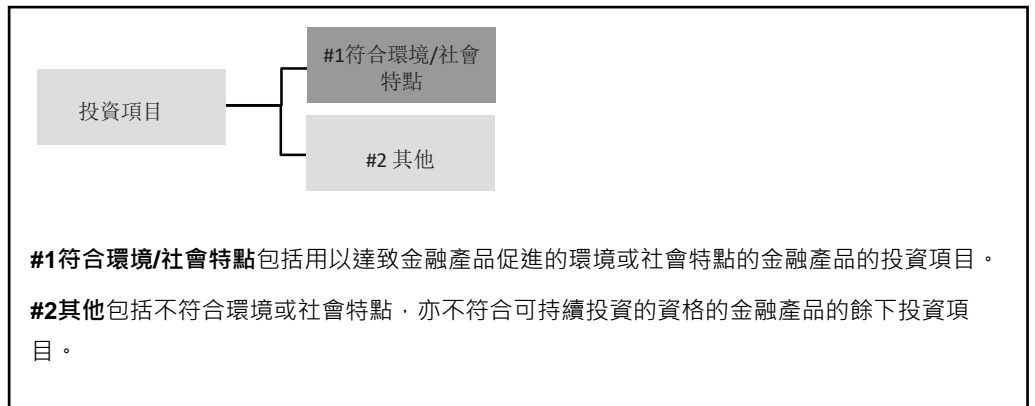 #1符合環境/社會
特點
投資項目
#2 其他
#1符合環境/社會特點包括用以達致金融產品促進的環境或社會特點的金融產品的投資項目。
#2其他包括不符合環境或社會特點，亦不符合可持續投資的資格的金融產品的餘下投資項
目。